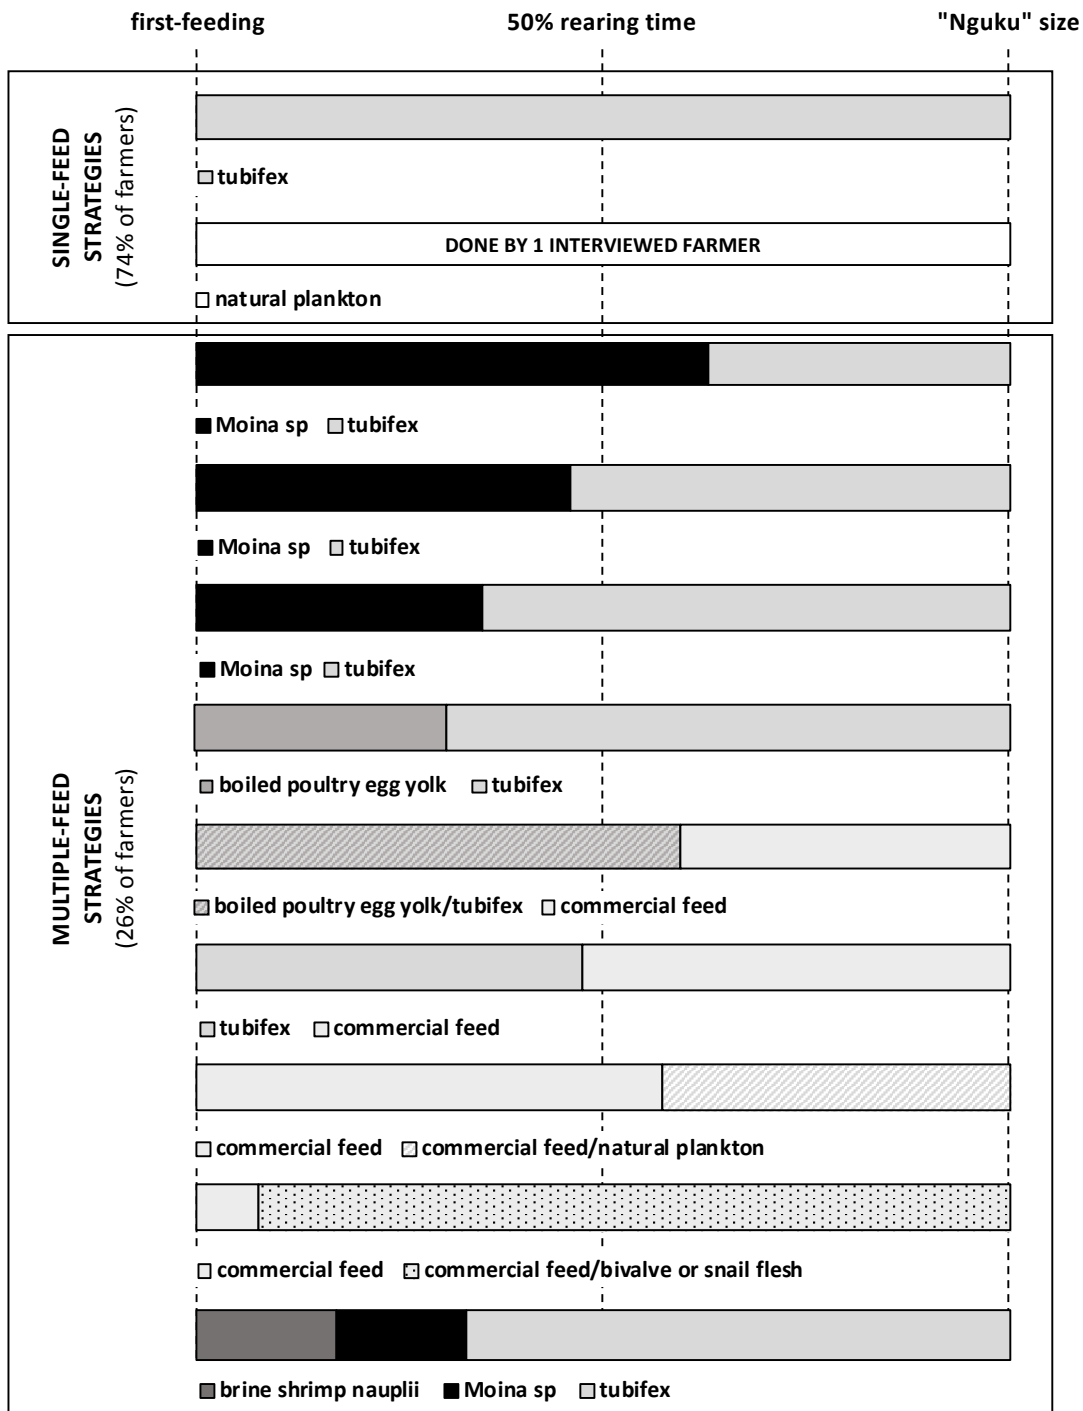 first-feeding 50% rearing time "Nguku" size
SINGLE-FEED
STRATEGIES
(74% of farmers)
tubifex
DONE BY 1 INTERVIEWED FARMER
natural plankton
MULTIPLE-FEED
STRATEGIES
(26% of farmers)
Moina sp tubifex
Moina sp tubifex
Moina sp tubifex
boiled poultry egg yolk tubifex
boiled poultry egg yolk/tubifex commercial feed
tubifex commercial feed
commercial feed commercial feed/natural plankton
commercial feed commercial feed/bivalve or snail flesh
brine shrimp nauplii Moina sp tubifex